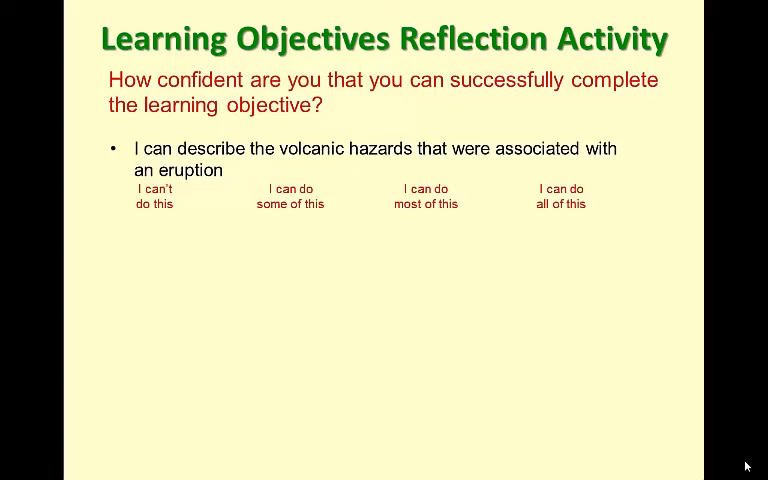 Learning Objectives Reflection Activity
How confident are you that you can successfully complete
the learning objective?
• I can describe the volcanic hazards that were associated with
an eruption
I can't I can do I can do I can do
do this some of this most of this all of this